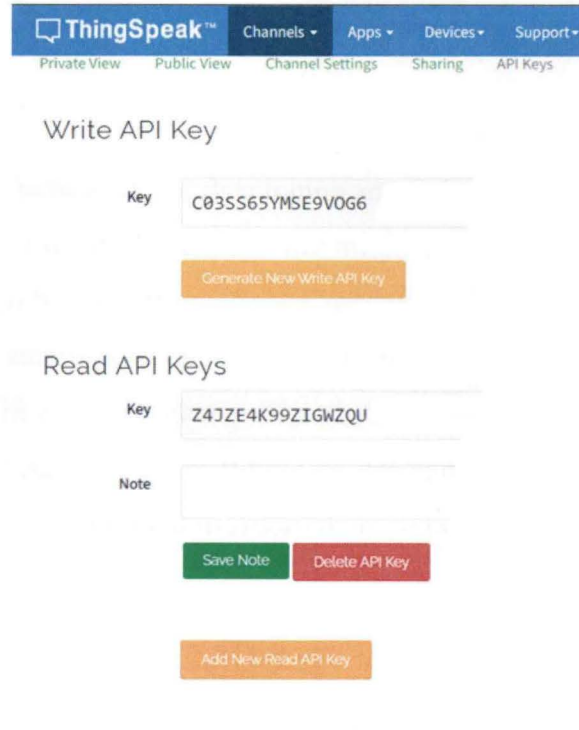 ThingSpeak™ Channels Apps Devices Support
Private View Public View Channel Settings Sharing API Keys
Write API Key
Key C03SS65YMSE9VOG6
Generate New Write API Key
Read API Keys
Key Z4JZE4K99ZIGWZQU
Note
Save Note Delete API Key
Add New Read API Key